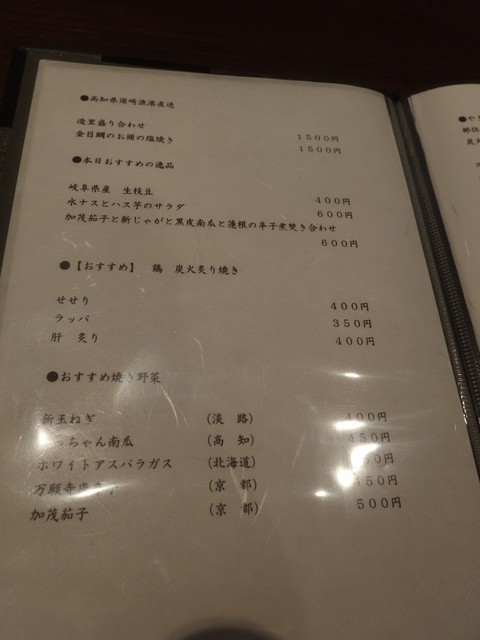 ●高知県須崎漁港直送
造里盛り合わせ 1500円
金目鯛のお頭の塩焼き 1500円
●本日おすすめの逸品
岐阜県産 生枝豆 400円
水ナスとハス芋のサラダ 600円
加茂茄子と新じゃがと黒皮南瓜と蓮根の辛子煮焚き合わせ
600円
●【おすすめ】 鶏 炭火炙り焼き
せせり 400円
ラッパ 350円
肝 炙り 400円
●おすすめ焼き野菜
新玉ねぎ (淡 路) 400円
っちゃん南瓜 (高 知) 450円
ホワイトアスパラガス (北海道) 50円
万願寺 (京 都) 450円
加茂茄子 (京 都) 500円
●や